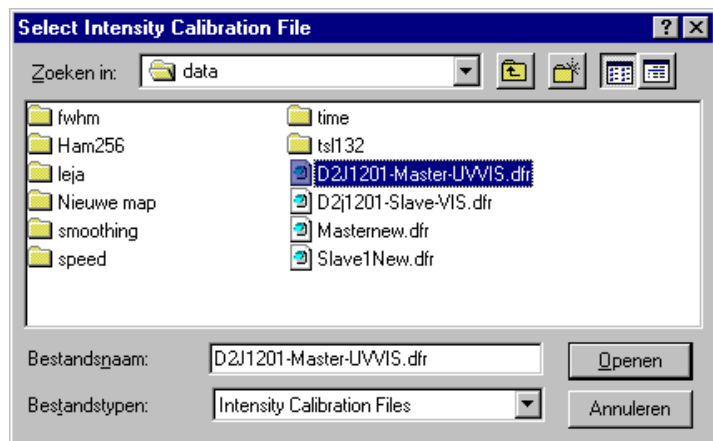 Select Intensity Calibration File
Zoeken in: data
fwhm
Ham256
leja
Nieuwe map
smoothing
speed
time
tsl132
D2J1201-Master-UVVIS.dfr
D2j1201-Slave-VIS.dfr
Masternew.dfr
Slave1New.dfr
Bestandsnaam: D2J1201-Master-UVVIS.dfr Openen
Bestandstypen: Intensity Calibration Files Annuleren